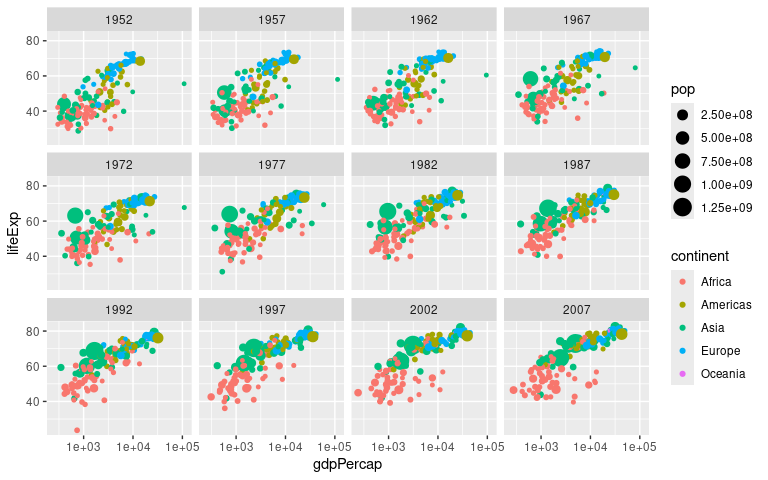 1952 1957 1962 1967
80
60
40
1972 1977 1982 1987
80
60
40
1992 1997 2002 2007
80
60
40
1e+03 1e+04 1e+05 1e+03 1e+04 1e+05 1e+03 1e+04 1e+05 1e+03 1e+04 1e+05
gdpPercap
lifeExp
pop
2.50e+08
5.00e+08
7.50e+08
1.00e+09
1.25e+09
continent
Africa
Americas
Asia
Europe
Oceania